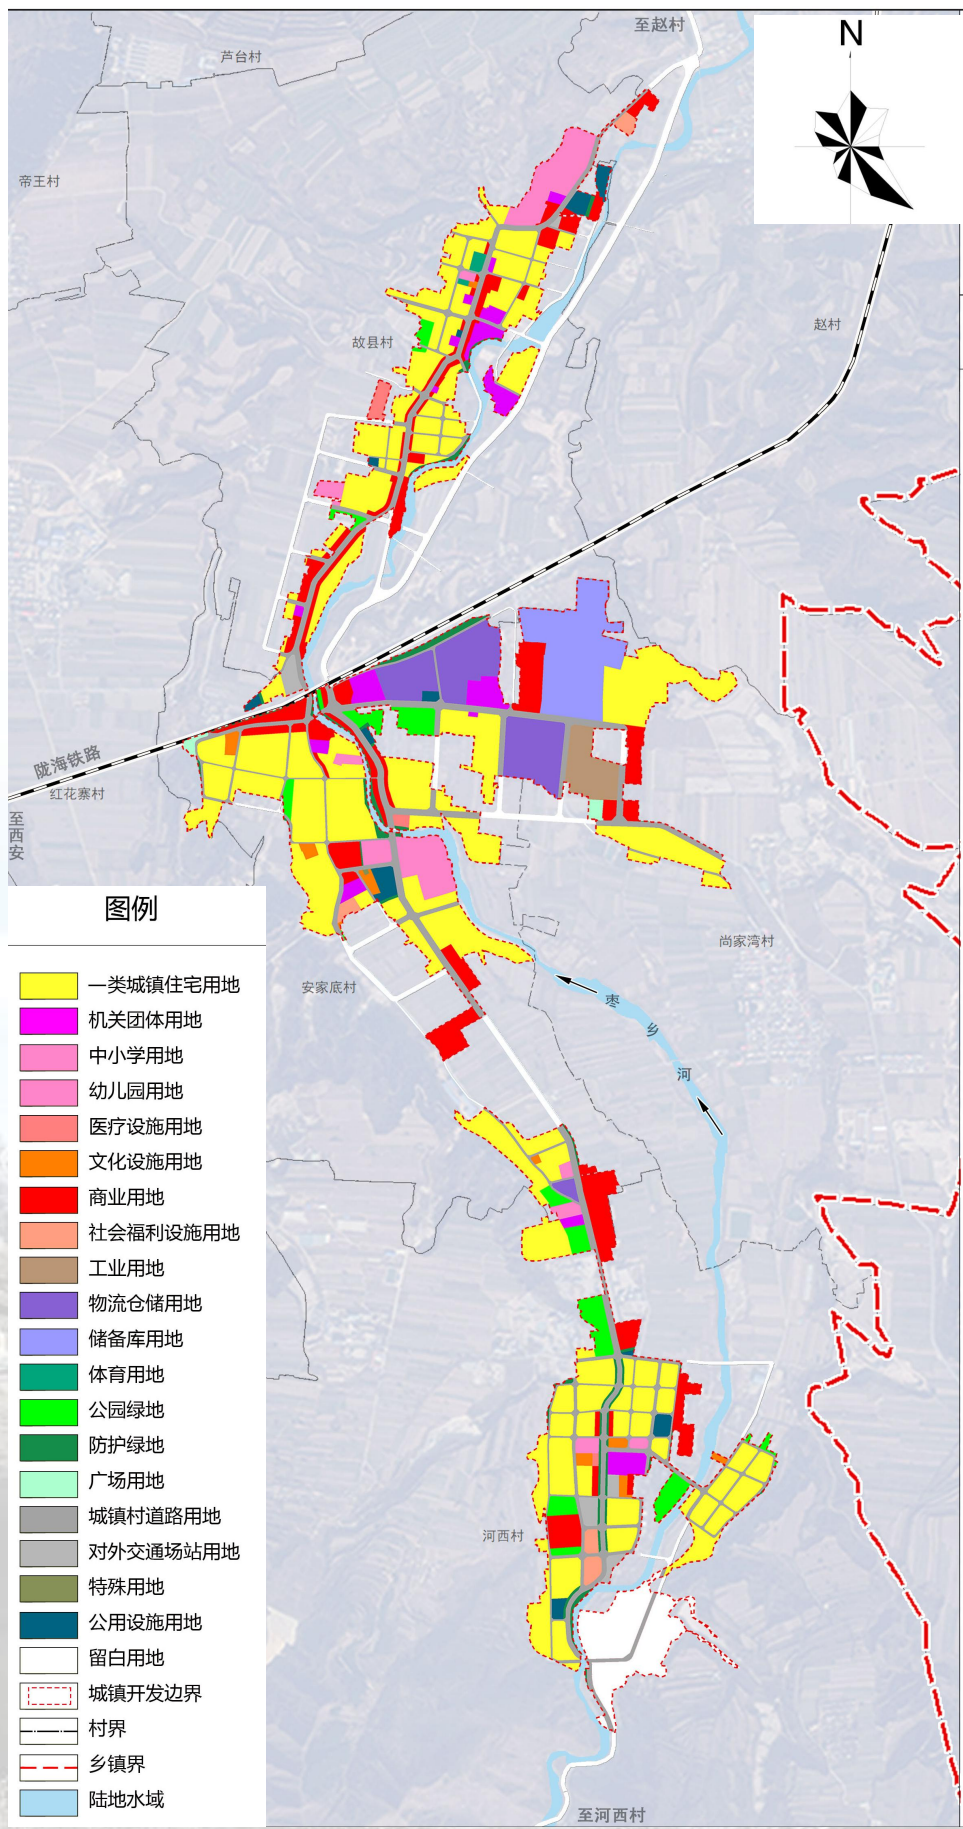 至赵村
N
芦台村
帝王村
赵村
故县村
陇海铁路
红花寨村
至西安
尚家湾村
安家底村
枣乡河
河西村
至河西村
图例
一类城镇住宅用地
机关团体用地
中小学用地
幼儿园用地
医疗设施用地
文化设施用地
商业用地
社会福利设施用地
工业用地
物流仓储用地
储备库用地
体育用地
公园绿地
防护绿地
广场用地
城镇村道路用地
对外交通场站用地
特殊用地
公用设施用地
留白用地
城镇开发边界
村界
乡镇界
陆地水域